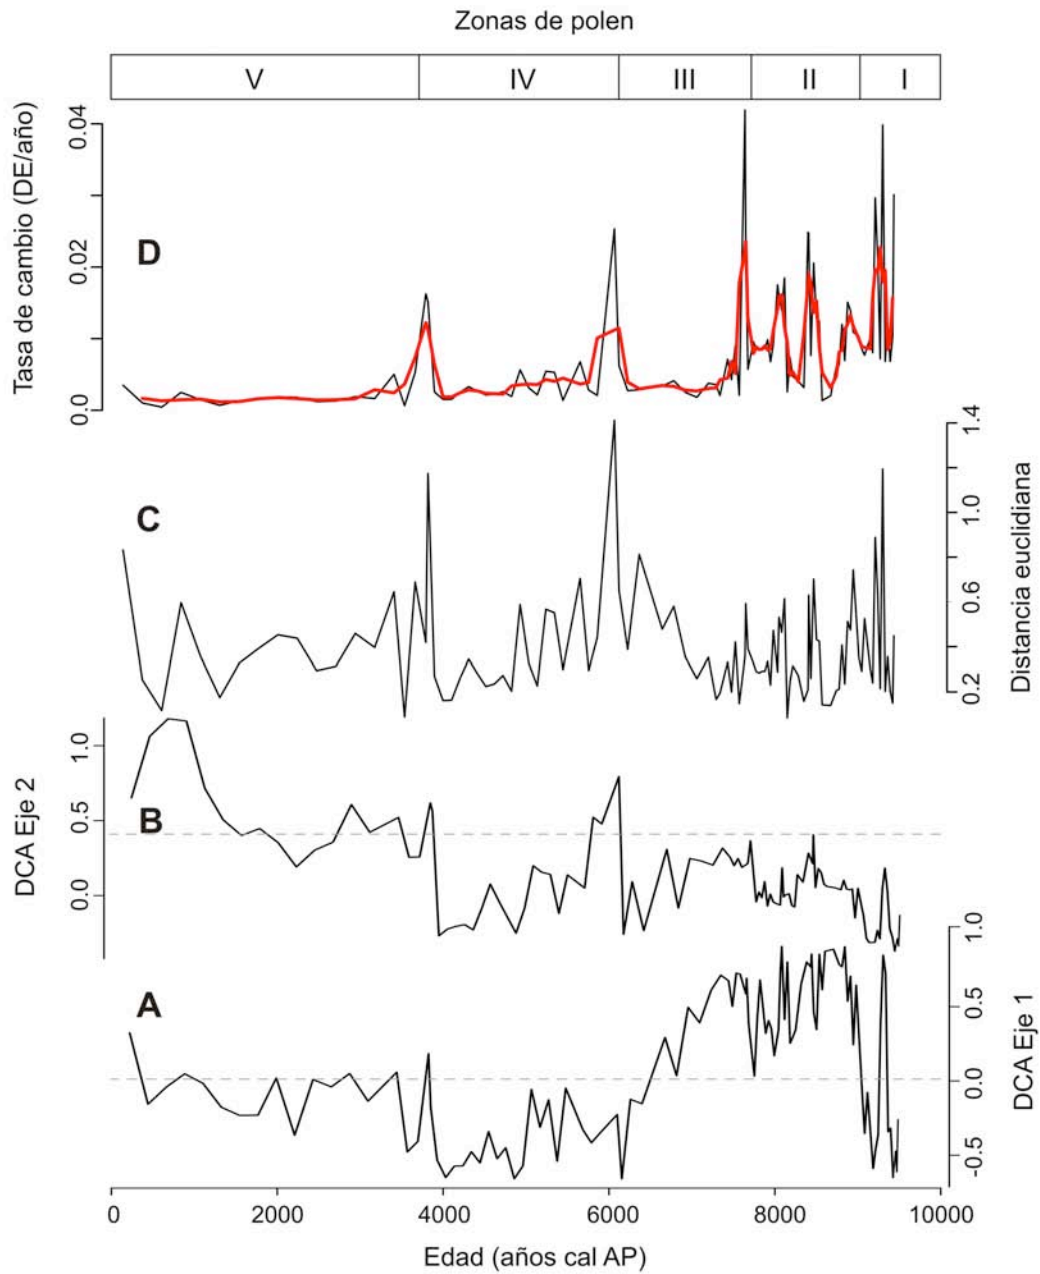 Zonas de polen
V IV III II I
Tasa de cambio (DE/año)
0.04
0.02
0.0
D
Distancia euclidiana
1.4
1.0
0.6
0.2
C
DCA Eje 2
1.0
0.5
0.0
B
DCA Eje 1
1.0
0.5
0.0
-0.5
A
0 2000 4000 6000 8000 10000
Edad (años cal AP)